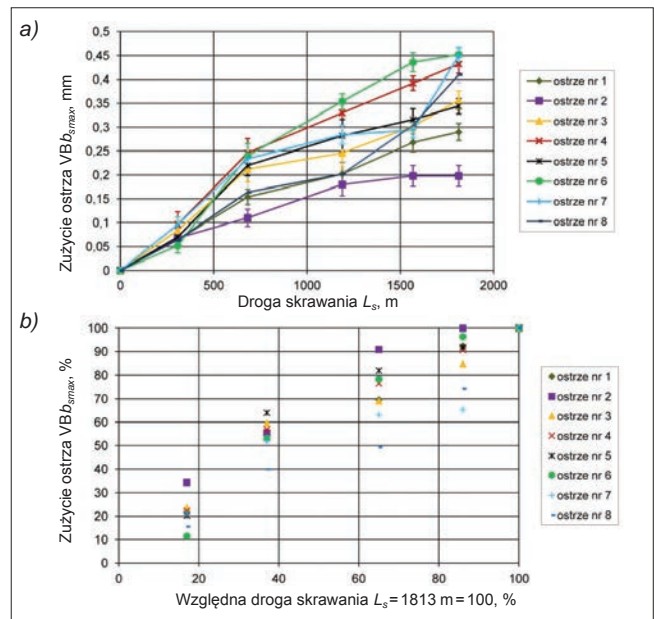 a)
Zużycie ostrza VBb_smax, mm
0,5
0,45
0,4
0,35
0,3
0,25
0,2
0,15
0,1
0,05
0
0 500 1000 1500 2000
Droga skrawania L_s, m
ostrze nr 1
ostrze nr 2
ostrze nr 3
ostrze nr 4
ostrze nr 5
ostrze nr 6
ostrze nr 7
ostrze nr 8
b)
Zużycie ostrza VBb_smax, %
100
90
80
70
60
50
40
30
20
10
0
0 20 40 60 80 100
Względna droga skrawania L_s = 1813 m = 100, %
ostrze nr 1
ostrze nr 2
ostrze nr 3
ostrze nr 4
ostrze nr 5
ostrze nr 6
ostrze nr 7
ostrze nr 8